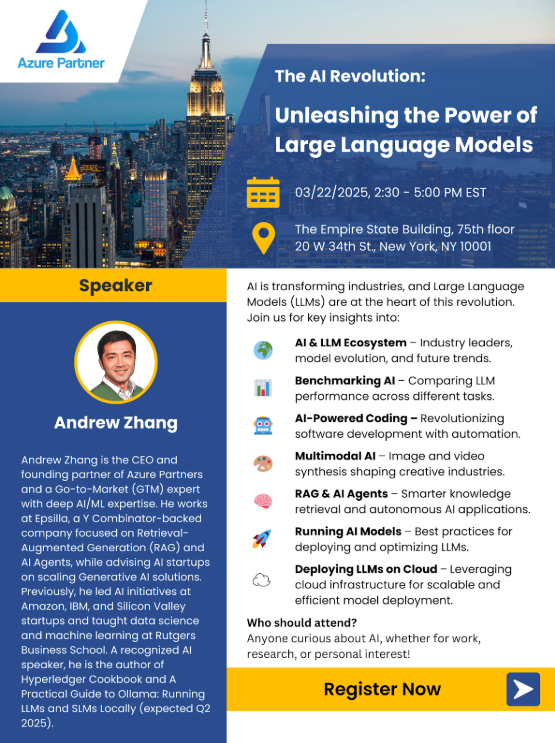 Azure Partner
The AI Revolution:
Unleashing the Power of
Large Language Models
03/22/2025, 2:30 - 5:00 PM EST
The Empire State Building, 75th floor
20 W 34th St., New York, NY 10001
Speaker
Andrew Zhang
Andrew Zhang is the CEO and
founding partner of Azure Partners
and a Go-to-Market (GTM) expert
with deep AI/ML expertise. He works
at Epsilla, a Y Combinator-backed
company focused on Retrieval-
Augmented Generation (RAG) and
AI Agents, while advising AI startups
on scaling Generative AI solutions.
Previously, he led AI initiatives at
Amazon, IBM, and Silicon Valley
startups and taught data science
and machine learning at Rutgers
Business School. A recognized AI
speaker, he is the author of
Hyperledger Cookbook and A
Practical Guide to Ollama: Running
LLMs and SLMs Locally (expected Q2
2025).
AI is transforming industries, and Large Language
Models (LLMs) are at the heart of this revolution.
Join us for key insights into:
AI & LLM Ecosystem – Industry leaders,
model evolution, and future trends.
Benchmarking AI – Comparing LLM
performance across different tasks.
AI-Powered Coding – Revolutionizing
software development with automation.
Multimodal AI – Image and video
synthesis shaping creative industries.
RAG & AI Agents – Smarter knowledge
retrieval and autonomous AI applications.
Running AI Models – Best practices for
deploying and optimizing LLMs.
Deploying LLMs on Cloud – Leveraging
cloud infrastructure for scalable and
efficient model deployment.
Who should attend?
Anyone curious about AI, whether for work,
research, or personal interest!
Register Now